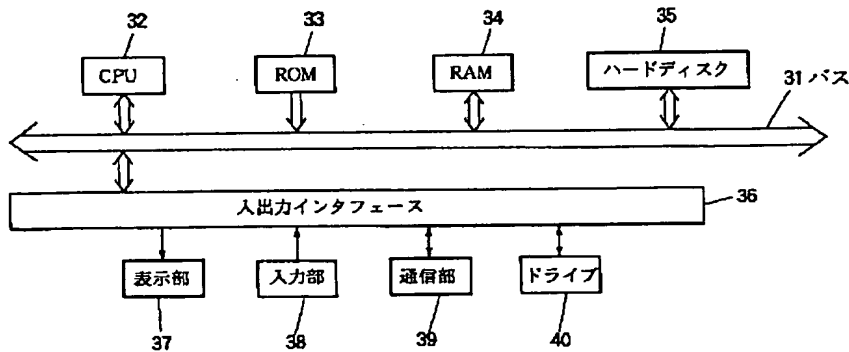 32
33
34
35
CPU
ROM
RAM
ハードディスク
31 バス
入出力インタフェース
36
表示部
入力部
通信部
ドライブ
37
38
39
40